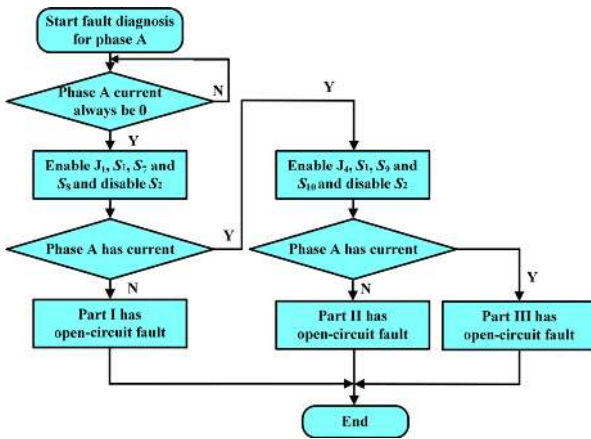 Start fault diagnosis
for phase A
N
Phase A current
always be 0
Y
Y
Enable J₁, S₁, S₇ and
S₈ and disable S₂
Enable J₄, S₁, S₉ and
S₁₀ and disable S₂
Phase A has current
Y
Phase A has current
Y
N
N
Part I has
open-circuit fault
Part II has
open-circuit fault
Part III has
open-circuit fault
End